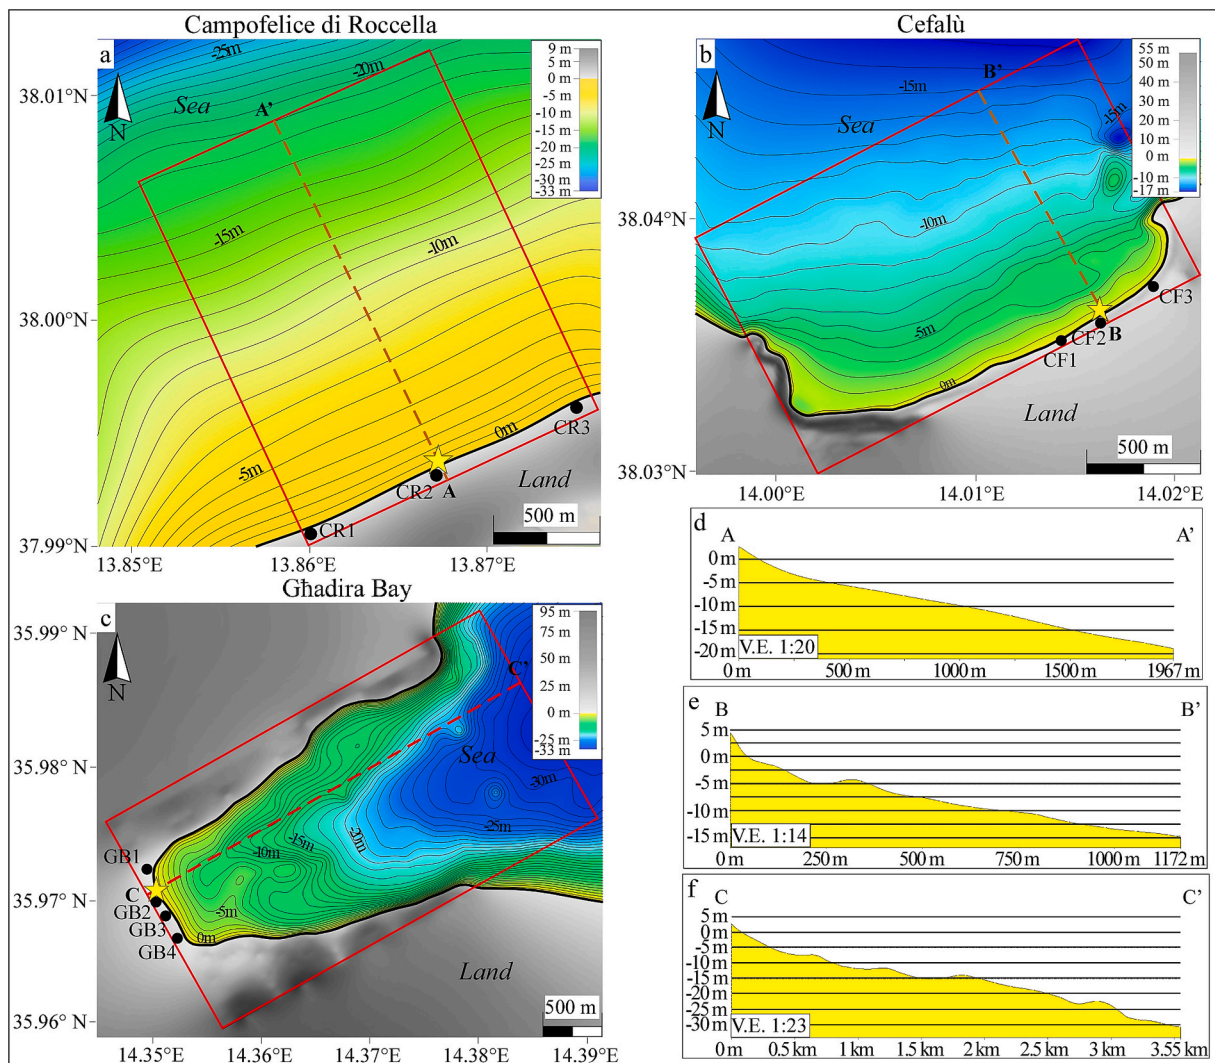 Campofelice di Roccella
a
-25m
-20m
Sea
A'
N
-15m
-10m
-5m
0m
CR1
CR2
A
CR3
Land
500 m
9 m
5 m
0 m
-5 m
-10 m
-15 m
-20 m
-25 m
-30 m
-33 m
38.01°N
38.00°N
37.99°N
13.85°E
13.86°E
13.87°E
Cefalù
b
B'
-15m
-15m
Sea
N
-10m
-5m
0m
CF1
CF2
B
CF3
Land
500 m
55 m
50 m
40 m
30 m
20 m
10 m
0 m
-10 m
-17 m
38.04°N
38.03°N
14.00°E
14.01°E
14.02°E
Għadira Bay
c
N
C'
Sea
-30m
-25m
-20m
-15m
-10m
-5m
0m
GB1
C
GB2
GB3
GB4
Land
500 m
95 m
75 m
50 m
25 m
0 m
-25 m
-33 m
35.99° N
35.98° N
35.97° N
35.96° N
14.35°E
14.36°E
14.37°E
14.38°E
14.39°E
d
A
A'
0 m
-5 m
-10 m
-15 m
-20 m
V.E. 1:20
0 m
500 m
1000 m
1500 m
1967 m
e
B
B'
5 m
0 m
-5 m
-10 m
-15 m
V.E. 1:14
0 m
250 m
500 m
750 m
1000 m
1172 m
f
C
C'
5 m
0 m
-5 m
-10 m
-15 m
-20 m
-25 m
-30 m
V.E. 1:23
0 m
0.5 km
1 km
1.5 km
2 km
2.5 km
3 km
3.55 km